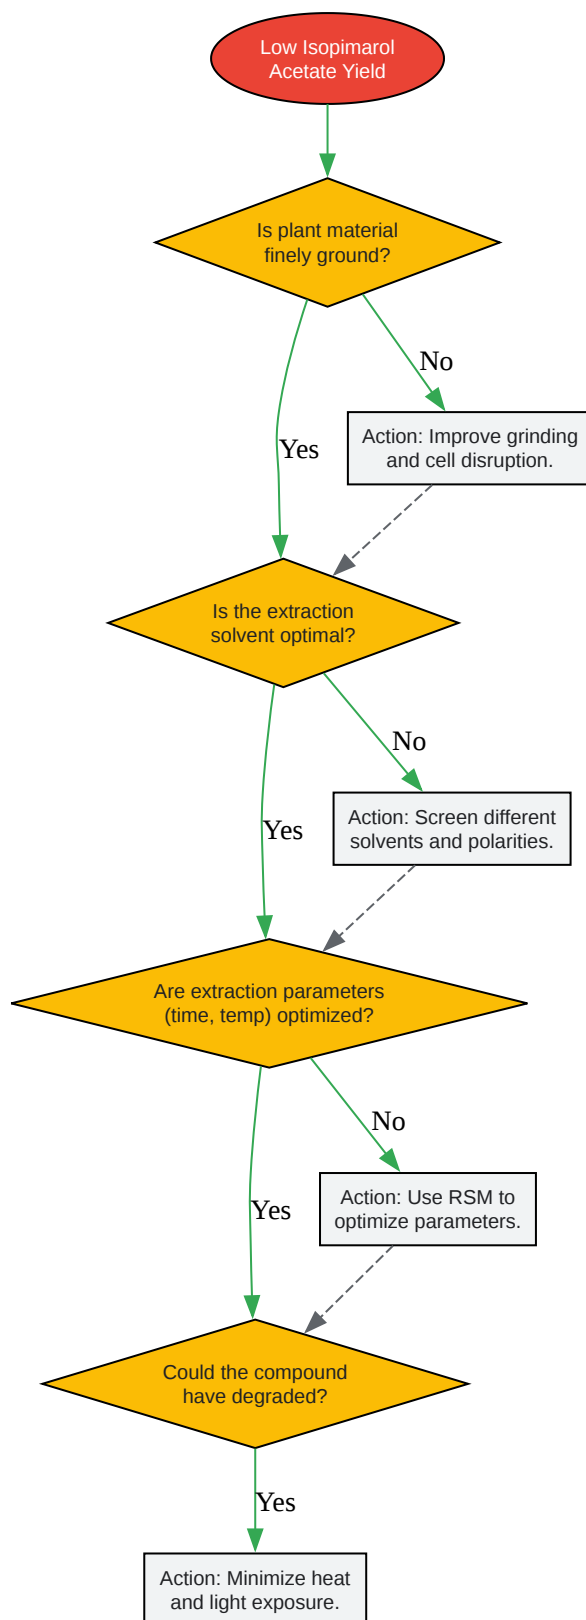 Low Isopimarol
Acetate Yield
Is plant material
finely ground?
No
Action: Improve grinding
and cell disruption.
Yes
Is the extraction
solvent optimal?
No
Action: Screen different
solvents and polarities.
Yes
Are extraction parameters
(time, temp) optimized?
No
Action: Use RSM to
optimize parameters.
Yes
Could the compound
have degraded?
Yes
Action: Minimize heat
and light exposure.